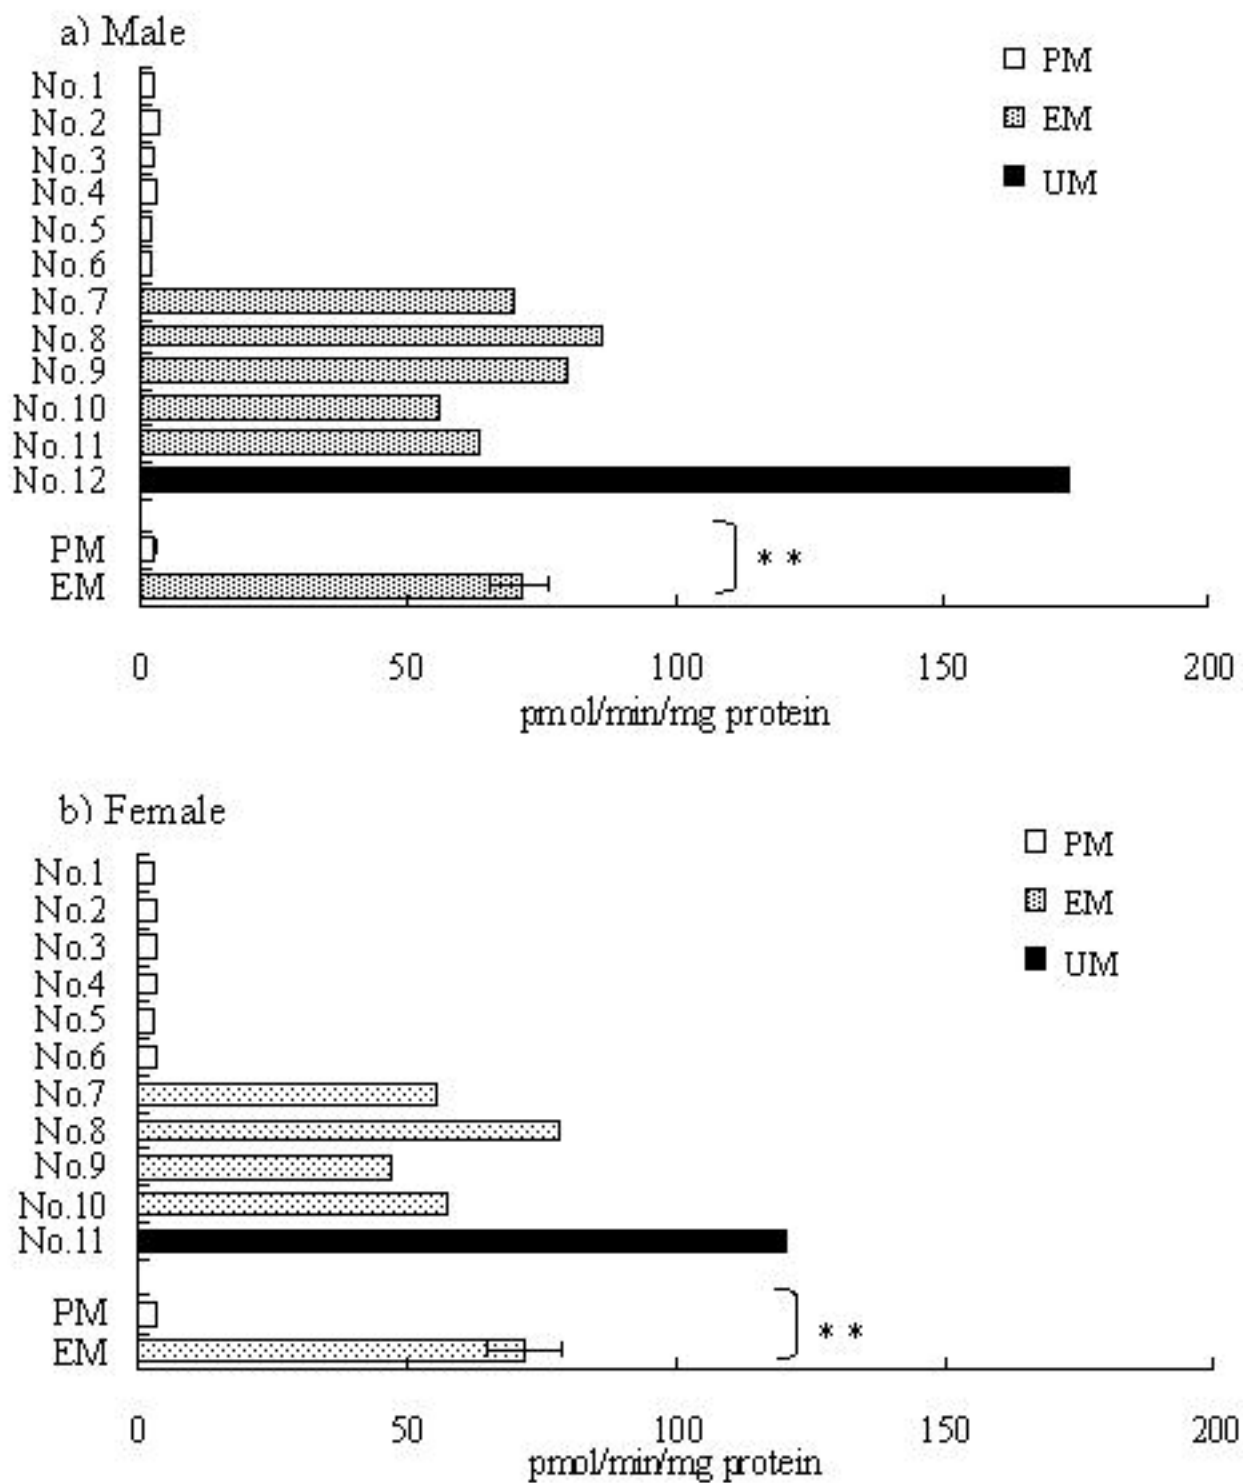 a) Male
PM
EM
UM
No.1
No.2
No.3
No.4
No.5
No.6
No.7
No.8
No.9
No.10
No.11
No.12
PM
EM
* *
0 50 100 150 200
pmol/min/mg protein
b) Female
PM
EM
UM
No.1
No.2
No.3
No.4
No.5
No.6
No.7
No.8
No.9
No.10
No.11
PM
EM
* *
0 50 100 150 200
pmol/min/mg protein